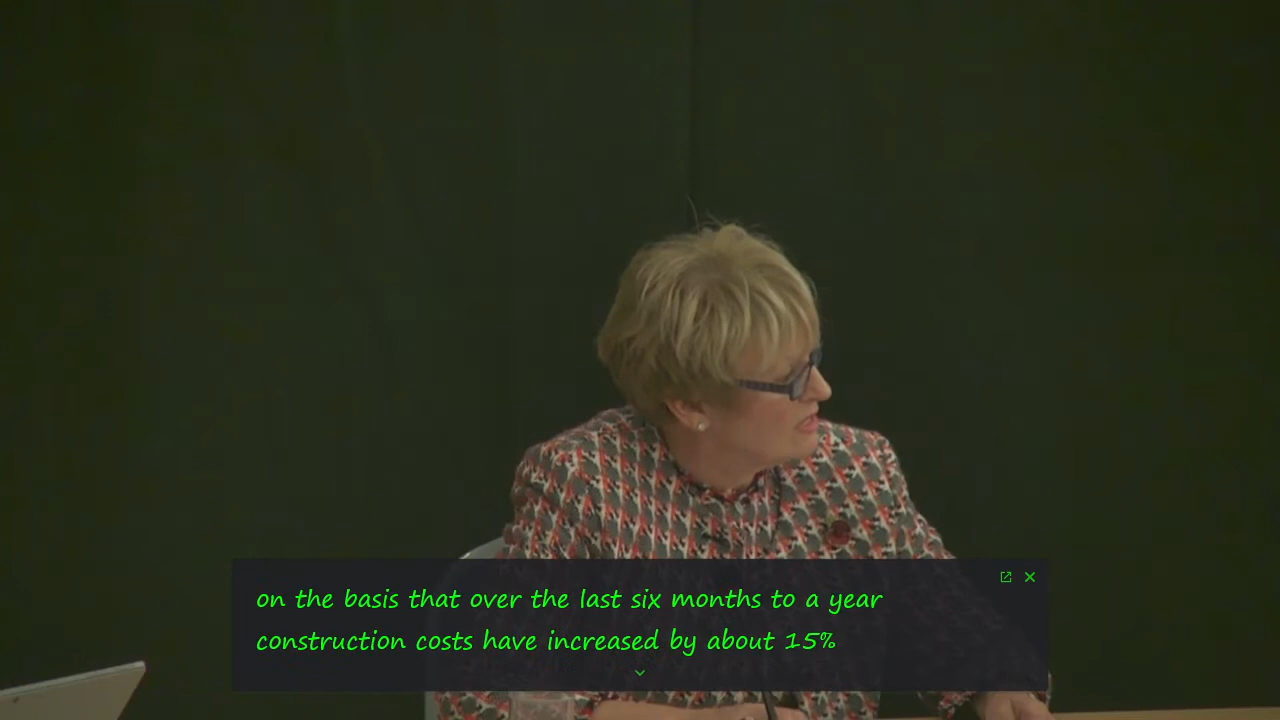 on the basis that over the last six months to a year
construction costs have increased by about 15%